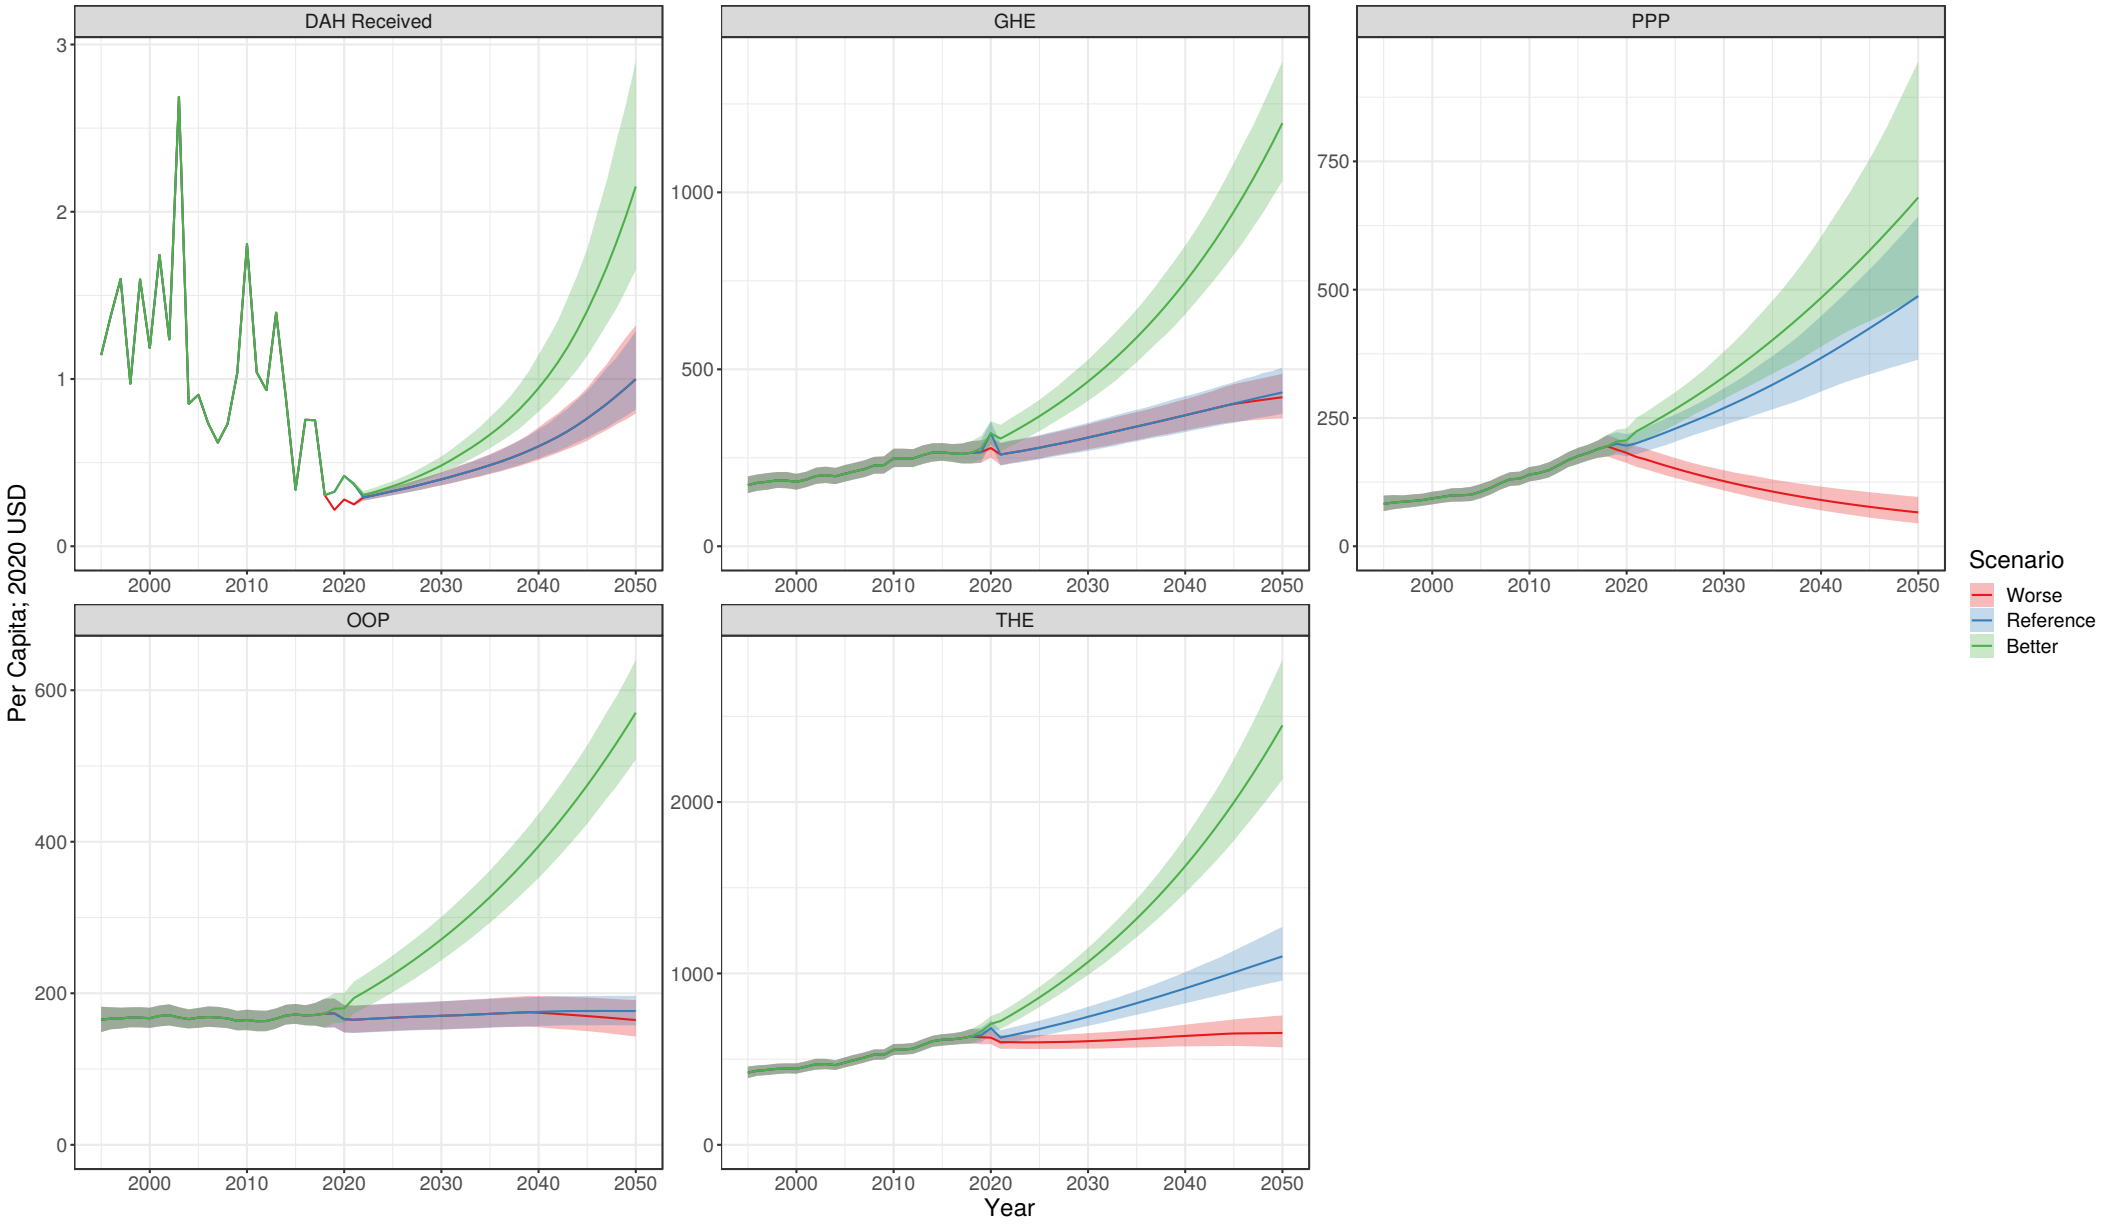 DAH Received
GHE
PPP
3
2
1
0
1000
500
0
750
500
250
0
2000 2010 2020 2030 2040 2050
2000 2010 2020 2030 2040 2050
2000 2010 2020 2030 2040 2050
Per Capita; 2020 USD
OOP
THE
600
400
200
0
2000
1000
0
2000 2010 2020 2030 2040 2050
2000 2010 2020 2030 2040 2050
Year
Scenario
Worse
Reference
Better